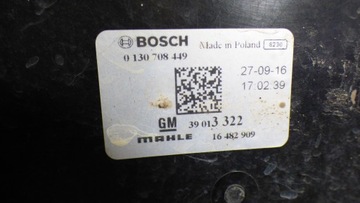 BOSCH Made in Poland 8230
0 130 708 449
27-09-16
17 02 39
GM 39 013 322
MAHLE 16 482 909